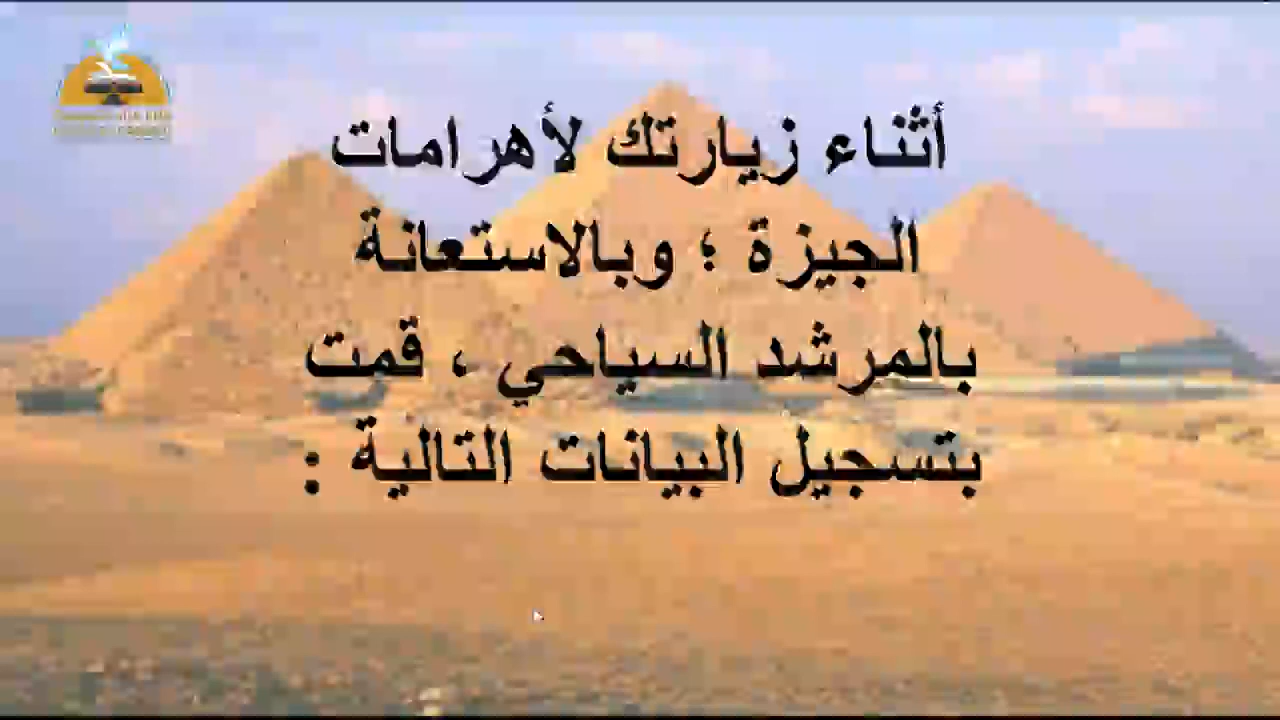 أثناء زيارتك لأهرامات
الجيزة ؛ وبالاستعانة
بالمرشد السياحي ، قمت
بتسجيل البيانات التالية :